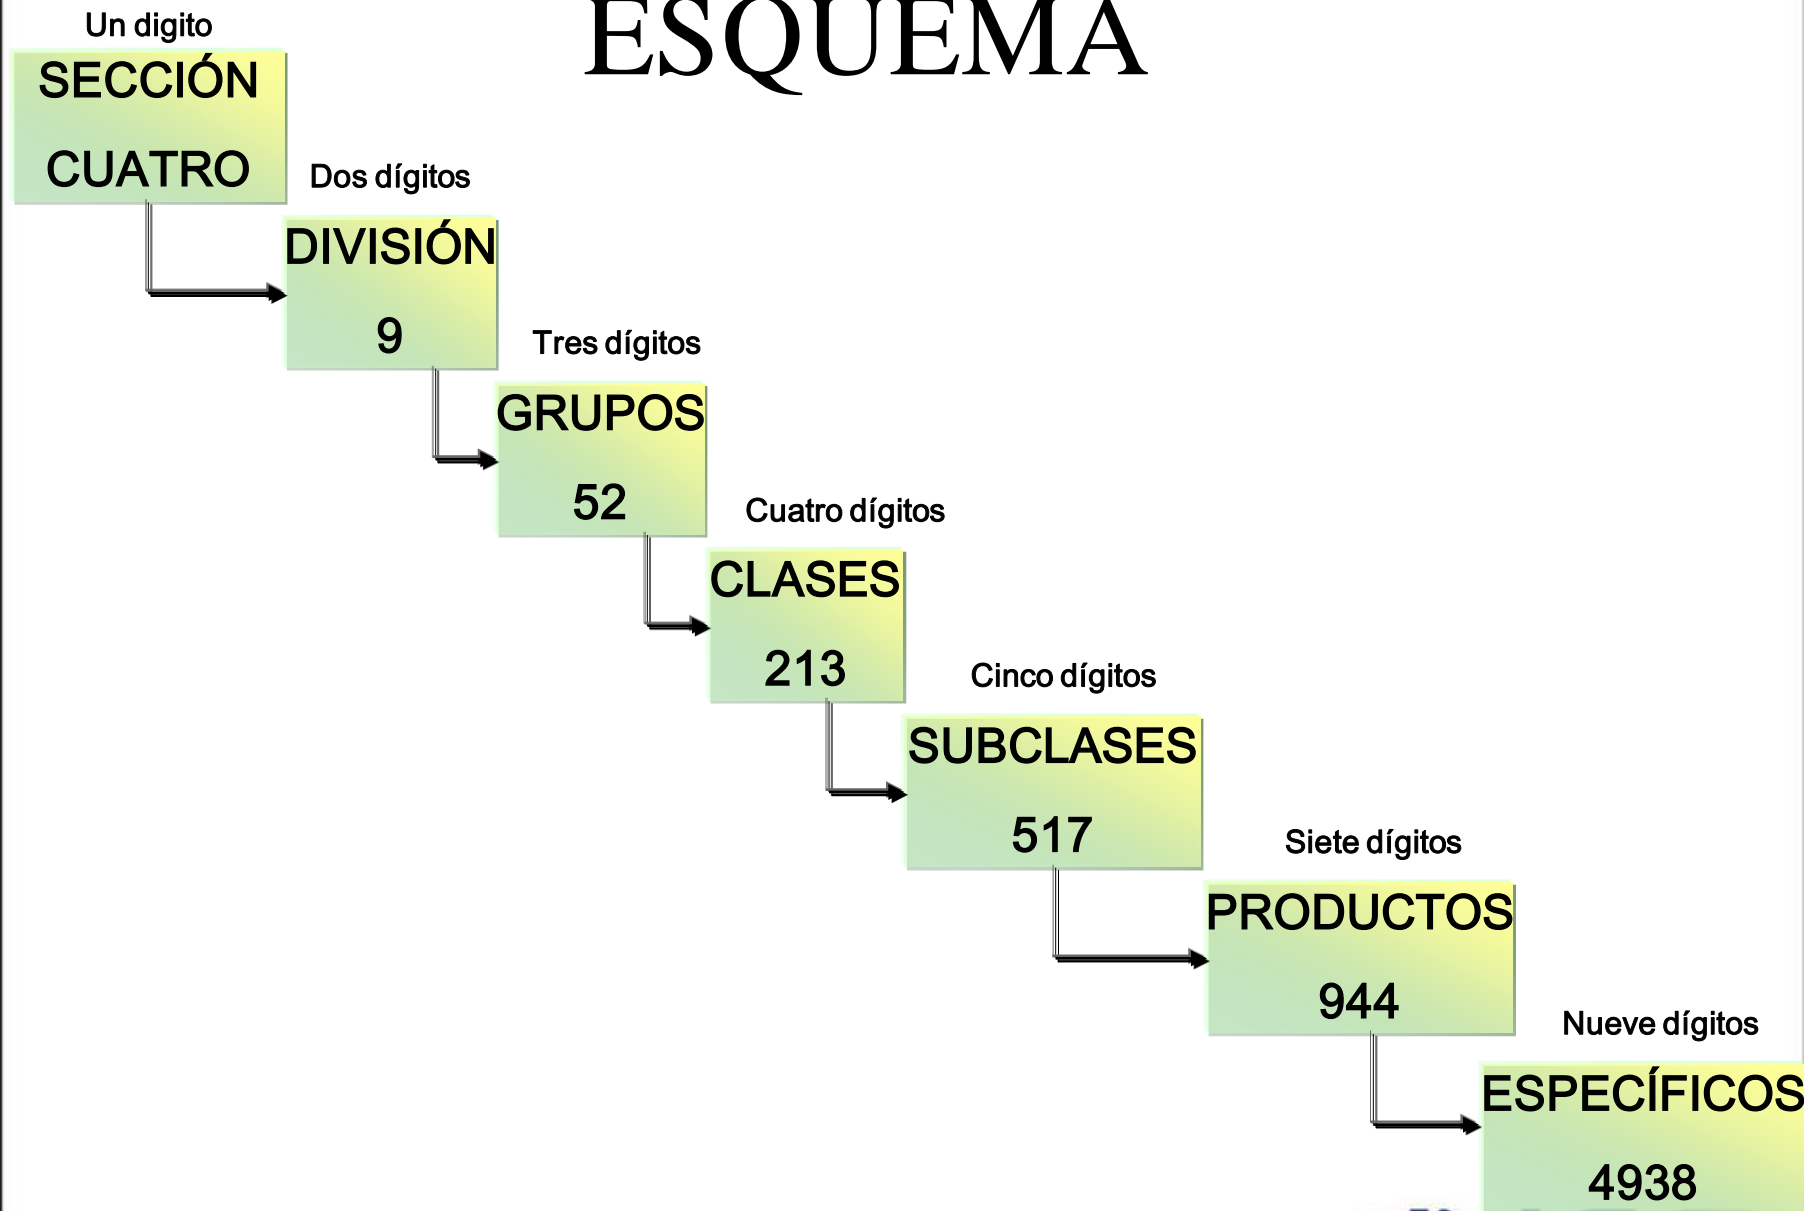 ESQUEMA
Un digito
SECCIÓN
CUATRO
Dos dígitos
DIVISIÓN
9
Tres dígitos
GRUPOS
52
Cuatro dígitos
CLASES
213
Cinco dígitos
SUBCLASES
517
Siete dígitos
PRODUCTOS
944
Nueve dígitos
ESPECÍFICOS
4938